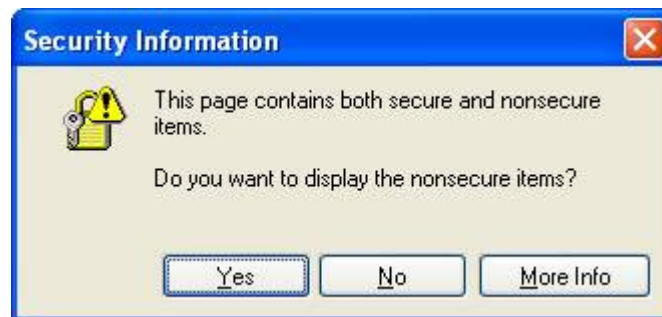 Security Information
This page contains both secure and nonsecure
items.
Do you want to display the nonsecure items?
Yes No More Info